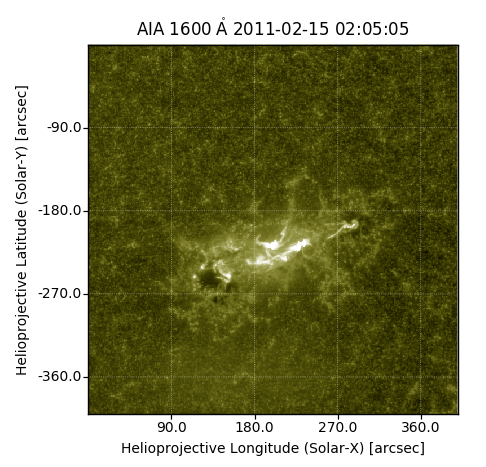 AIA 1600 Å 2011-02-15 02:05:05
Helioprojective Latitude (Solar-Y) [arcsec]
-90.0
-180.0
-270.0
-360.0
90.0 180.0 270.0 360.0
Helioprojective Longitude (Solar-X) [arcsec]